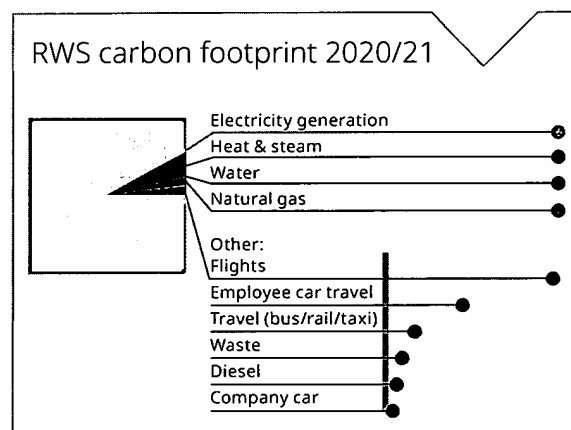 RWS carbon footprint 2020/21
Electricity generation
Heat & steam
Water
Natural gas
Other:
Flights
Employee car travel
Travel (bus/rail/taxi)
Waste
Diesel
Company car